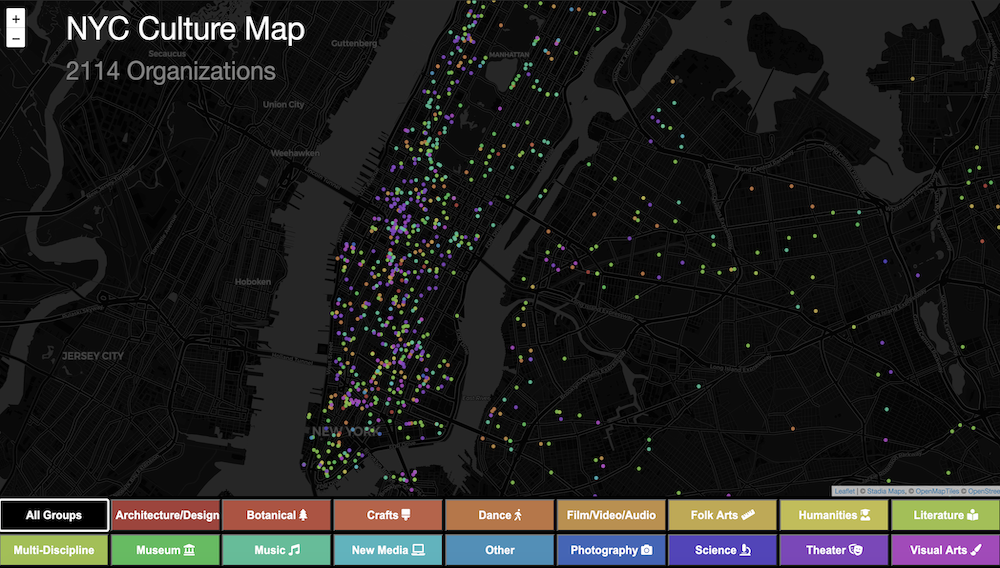 +
−
NYC Culture Map
2114 Organizations
Guttenberg
Secaucus
MANHATTAN
Union City
Weehawken
Hoboken
JERSEY CITY
NEW YORK
Leaflet | © Stadia Maps, © OpenMapTiles © OpenStree
All Groups
Architecture/Design
Botanical
Crafts
Dance
Film/Video/Audio
Folk Arts
Humanities
Literature
Multi-Discipline
Museum
Music
New Media
Other
Photography
Science
Theater
Visual Arts